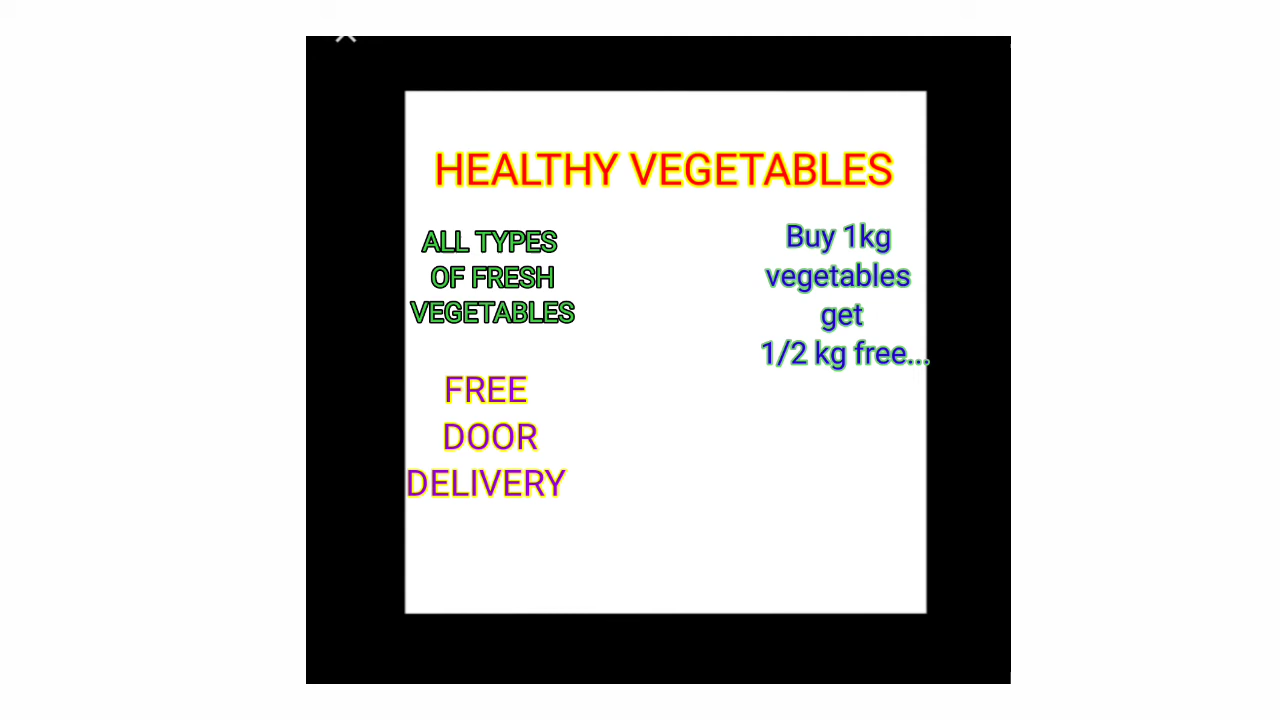 HEALTHY VEGETABLES
ALL TYPES
OF FRESH
VEGETABLES
Buy 1kg
vegetables
get
1/2 kg free...
FREE
DOOR
DELIVERY